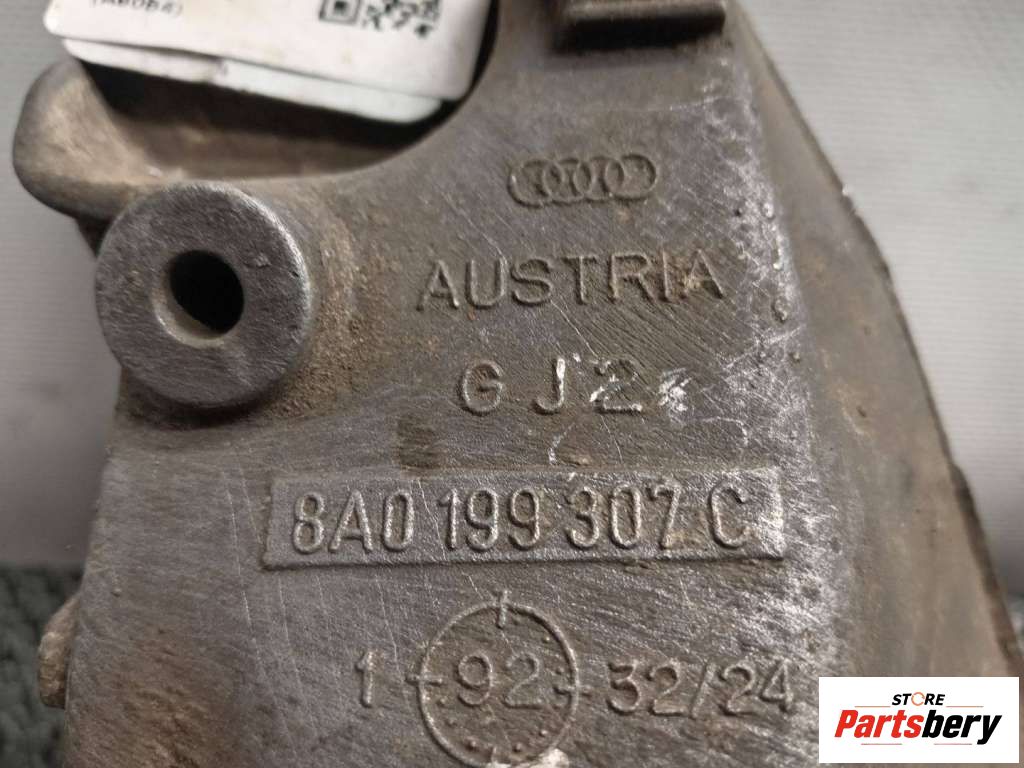 AUSTRIA
G J 2
8A0 199 307 C
1 92 32/24
STORE
Partsbery